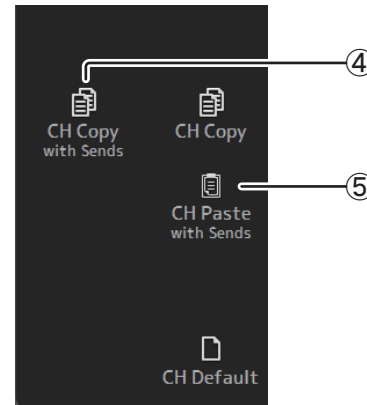 ④
CH Copy
with Sends
CH Copy
⑤
CH Paste
with Sends
CH Default